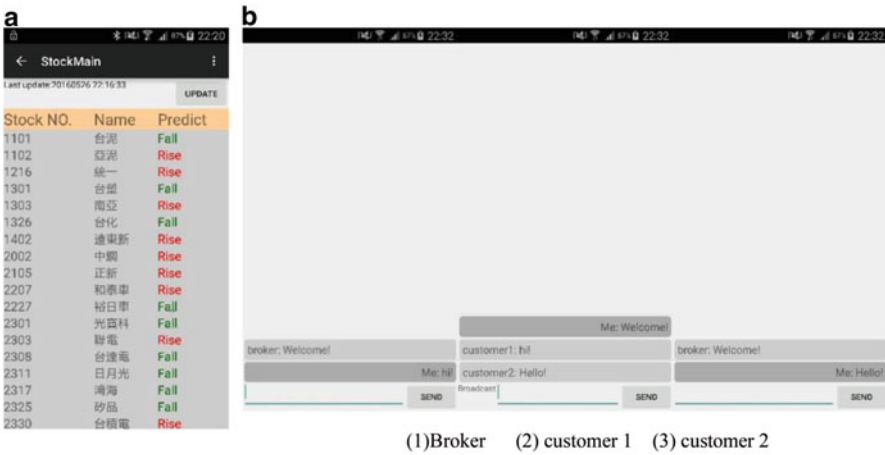 a
87% 22:20
← StockMain
Last update:20160526 22:16:33
UPDATE
Stock NO. Name Predict
1101 台泥 Fall
1102 亞泥 Rise
1216 統一 Rise
1301 台塑 Fall
1303 南亞 Rise
1326 台化 Fall
1402 遠東新 Rise
2002 中鋼 Rise
2105 正新 Rise
2207 和泰車 Rise
2227 裕日車 Fall
2301 光寶科 Fall
2303 聯電 Rise
2308 台達電 Fall
2311 日月光 Fall
2317 鴻海 Fall
2325 矽品 Fall
2330 台積電 Rise
b
87% 22:32
broker: Welcome!
Me: hi!
SEND
87% 22:32
Me: Welcome!
customer1: hi!
customer2: Hello!
Broadcast
SEND
87% 22:32
broker: Welcome!
Me: Hello!
SEND
(1)Broker (2) customer 1 (3) customer 2